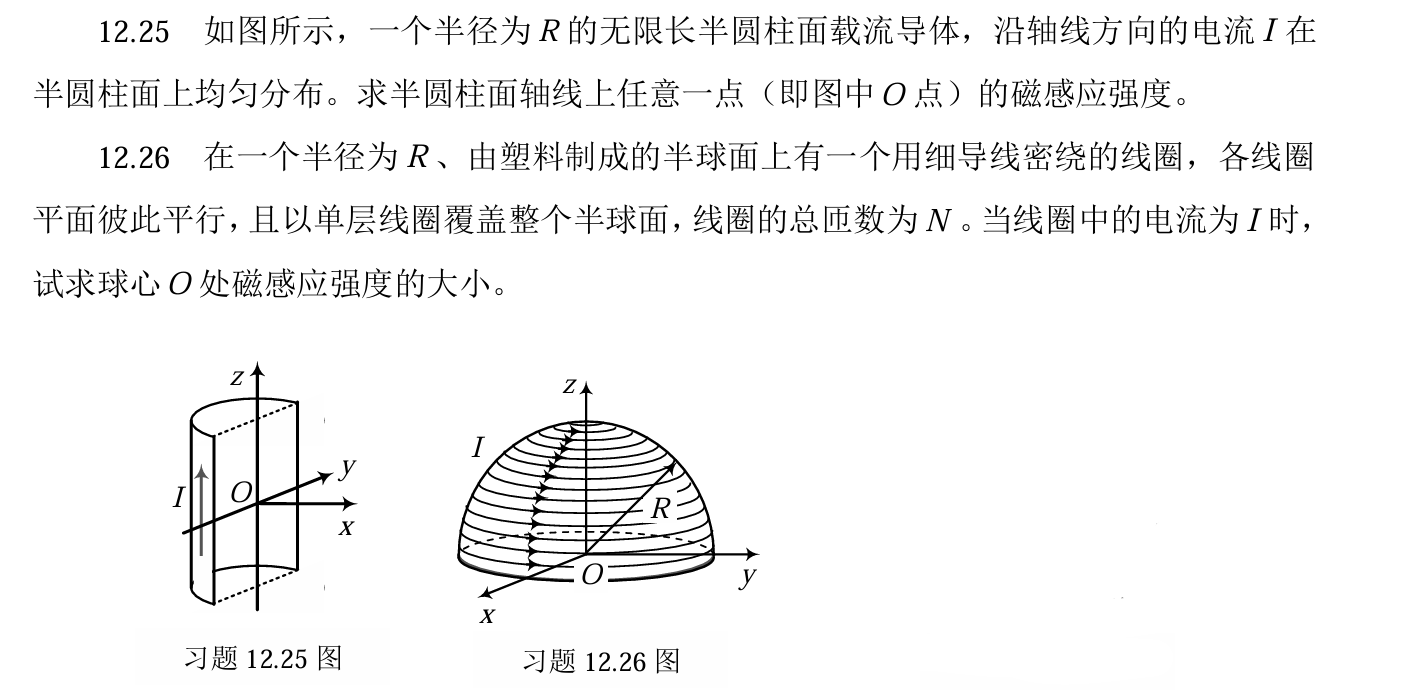 12.25 如图所示，一个半径为 R 的无限长半圆柱面载流导体，沿轴线方向的电流 I 在
半圆柱面上均匀分布。求半圆柱面轴线上任意一点（即图中 O 点）的磁感应强度。
12.26 在一个半径为 R、由塑料制成的半球面上有一个用细导线密绕的线圈，各线圈
平面彼此平行，且以单层线圈覆盖整个半球面，线圈的总匝数为 N。当线圈中的电流为 I 时，
试求球心 O 处磁感应强度的大小。
z
I
O
y
x
习题 12.25 图
z
I
R
O
y
x
习题 12.26 图